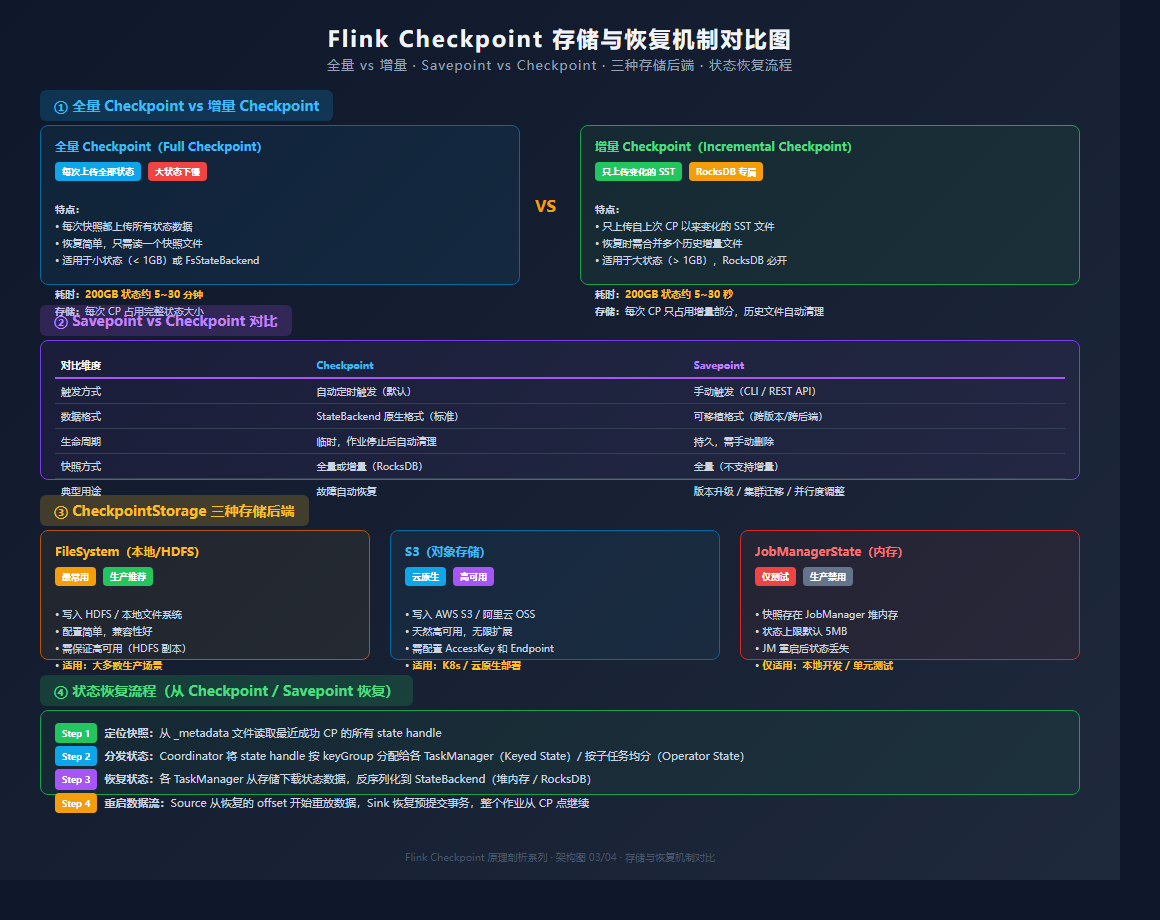 Flink Checkpoint 存储与恢复机制对比图
全量 vs 增量 · Savepoint vs Checkpoint · 三种存储后端 · 状态恢复流程
① 全量 Checkpoint vs 增量 Checkpoint
全量 Checkpoint（Full Checkpoint）
每次上传全部状态 大状态下慢
特点：
• 每次快照都上传所有状态数据
• 恢复简单，只需读一个快照文件
• 适用于小状态（< 1GB）或 FsStateBackend
耗时：200GB 状态约 5~30 分钟
存储：每次 CP 占用完整状态大小
VS
增量 Checkpoint（Incremental Checkpoint）
只上传变化的 SST RocksDB 专属
特点：
• 只上传自上次 CP 以来变化的 SST 文件
• 恢复时需合并多个历史增量文件
• 适用于大状态（> 1GB），RocksDB 必开
耗时：200GB 状态约 5~30 秒
存储：每次 CP 只占用增量部分，历史文件自动清理
② Savepoint vs Checkpoint 对比
对比维度 Checkpoint Savepoint
触发方式 自动定时触发（默认） 手动触发（CLI / REST API）
数据格式 StateBackend 原生格式（标准） 可移植格式（跨版本/跨后端）
生命周期 临时，作业停止后自动清理 持久，需手动删除
快照方式 全量或增量（RocksDB） 全量（不支持增量）
典型用途 故障自动恢复 版本升级 / 集群迁移 / 并行度调整
③ CheckpointStorage 三种存储后端
FileSystem（本地/HDFS）
最常用 生产推荐
• 写入 HDFS / 本地文件系统
• 配置简单，兼容性好
• 需保证高可用（HDFS 副本）
• 适用：大多数生产场景
S3（对象存储）
云原生 高可用
• 写入 AWS S3 / 阿里云 OSS
• 天然高可用，无限扩展
• 需配置 AccessKey 和 Endpoint
• 适用：K8s / 云原生部署
JobManagerState（内存）
仅测试 生产禁用
• 快照存在 JobManager 堆内存
• 状态上限默认 5MB
• JM 重启后状态丢失
• 仅适用：本地开发 / 单元测试
④ 状态恢复流程（从 Checkpoint / Savepoint 恢复）
Step 1 定位快照：从 _metadata 文件读取最近成功 CP 的所有 state handle
Step 2 分发状态：Coordinator 将 state handle 按 keyGroup 分配给各 TaskManager（Keyed State）/ 按子任务均分（Operator State）
Step 3 恢复状态：各 TaskManager 从存储下载状态数据，反序列化到 StateBackend（堆内存 / RocksDB）
Step 4 重启数据流：Source 从恢复的 offset 开始重放数据，Sink 恢复预提交事务，整个作业从 CP 点继续
Flink Checkpoint 原理剖析系列 · 架构图 03/04 · 存储与恢复机制对比